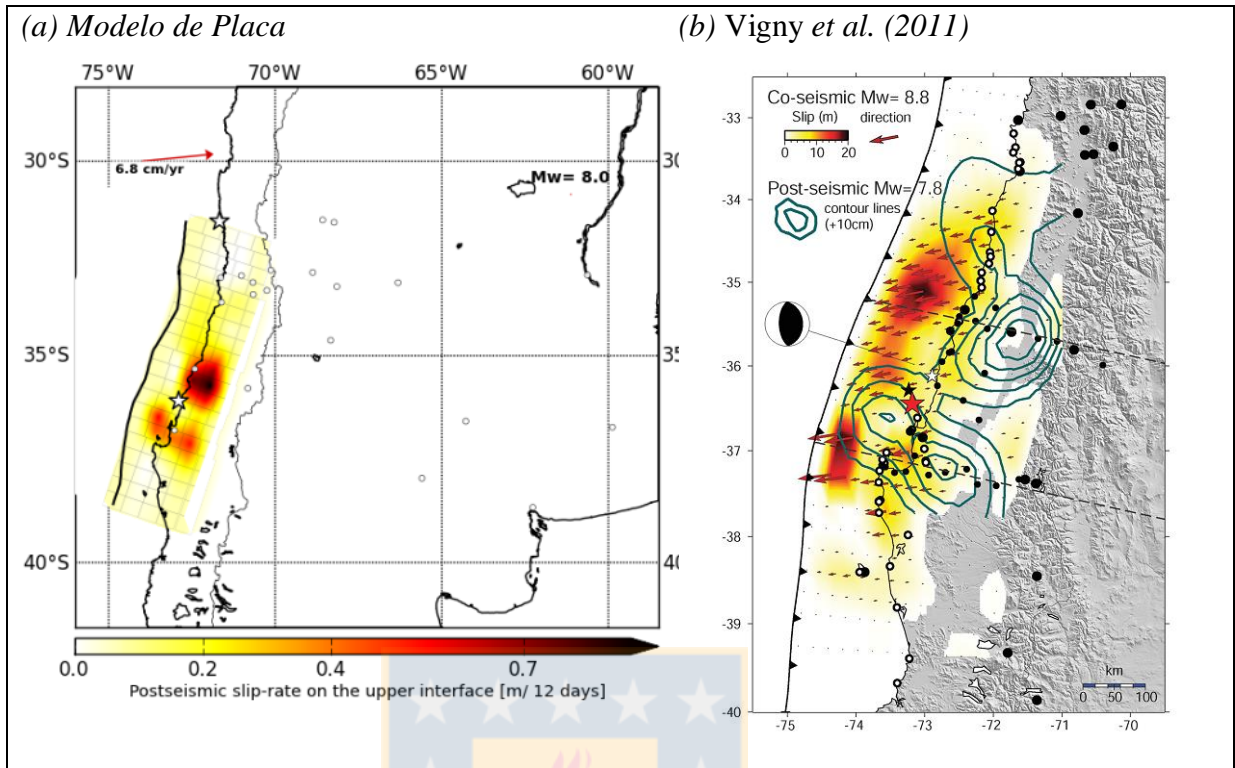 (a) Modelo de Placa
75°W 70°W 65°W 60°W
30°S
6.8 cm/yr
Mw= 8.0
30
35°S
40°S
40
0.0 0.2 0.4 0.7
Postseismic slip-rate on the upper interface [m/ 12 days]
(b) Vigny et al. (2011)
Co-seismic Mw= 8.8
Slip (m) direction
0 10 20
Post-seismic Mw= 7.8
contour lines
(+10cm)
-33
-34
-35
-36
-37
-38
-39
-40
km
0 50 100
-75 -74 -73 -72 -71 -70